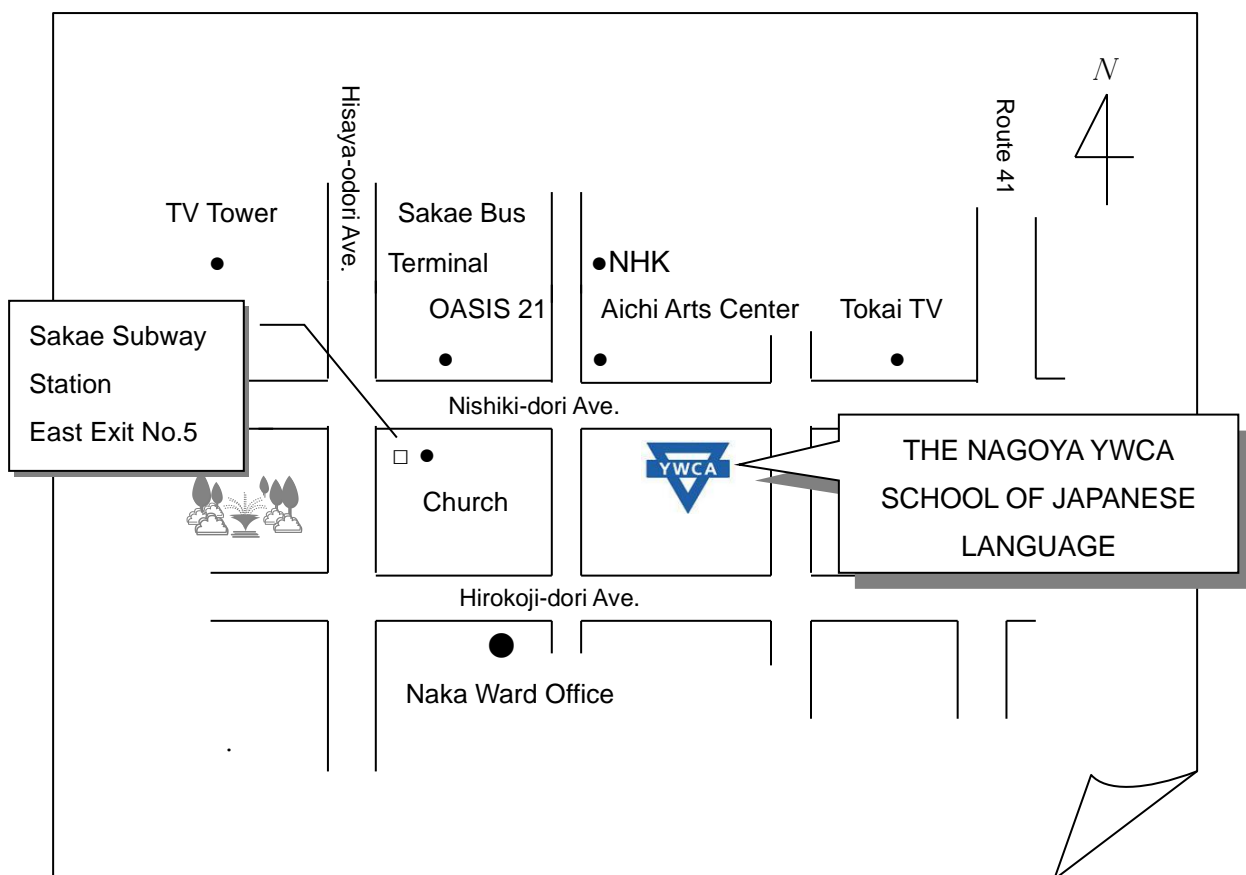 N
Hisaya-odori Ave.
Route 41
TV Tower
Sakae Bus
Terminal
NHK
OASIS 21
Aichi Arts Center
Tokai TV
Sakae Subway
Station
East Exit No.5
Nishiki-dori Ave.
YWCA
THE NAGOYA YWCA
SCHOOL OF JAPANESE
LANGUAGE
Church
Hirokoji-dori Ave.
Naka Ward Office